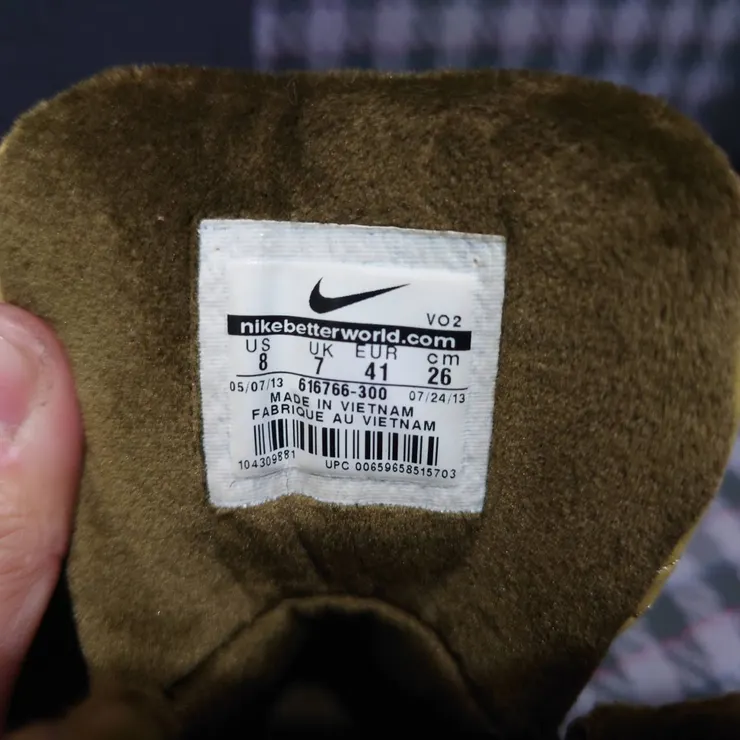 VO2
nikebetterworld.com
US UK EUR cm
8 7 41 26
05/07/13 616766-300 07/24/13
MADE IN VIETNAM
FABRIQUE AU VIETNAM
104309881 UPC 00659658515703